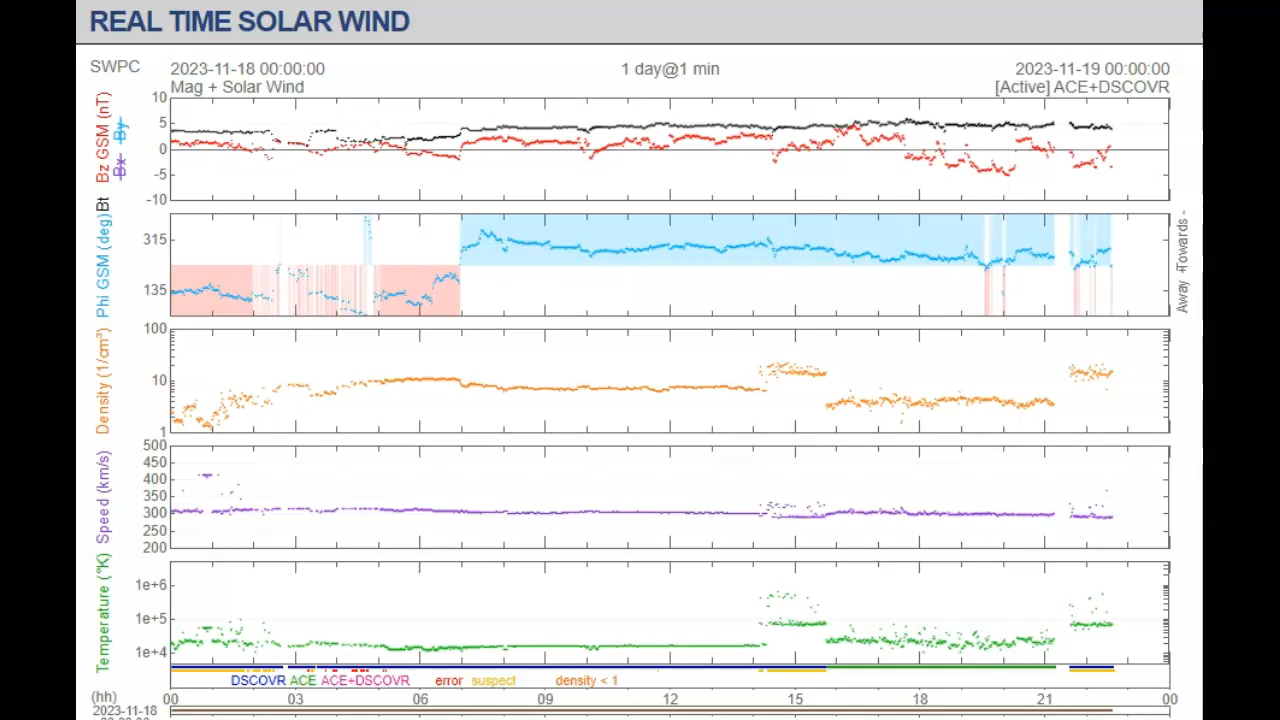 REAL TIME SOLAR WIND
SWPC
2023-11-18 00:00:00
1 day@1 min
2023-11-19 00:00:00
Mag + Solar Wind
[Active] ACE+DSCOVR
Bt Bz GSM (nT)
Bx By
10
5
0
-5
-10
Phi GSM (deg)
315
135
Away +
Towards -
Density (1/cm³)
100
10
1
Speed (km/s)
500
450
400
350
300
250
200
Temperature (°K)
1e+6
1e+5
1e+4
DSCOVR ACE ACE+DSCOVR error suspect density < 1
(hh) 00 03 06 09 12 15 18 21 00
2023-11-18